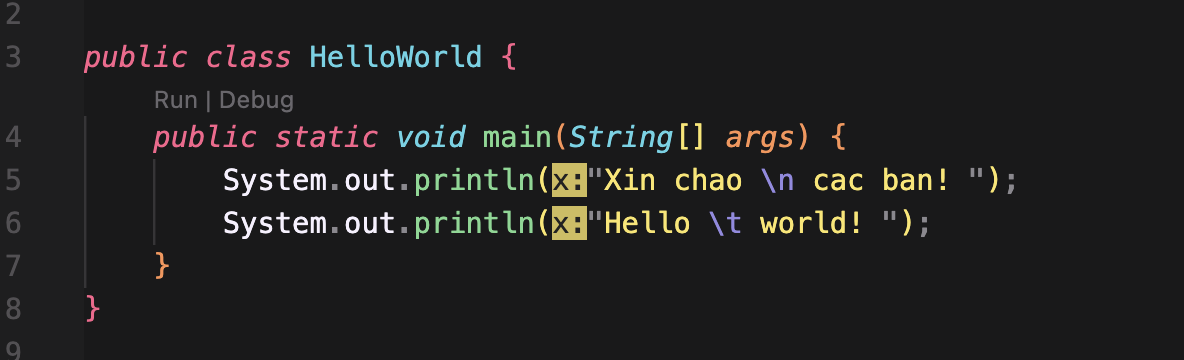 2
3 public class HelloWorld {
Run | Debug
4 public static void main(String[] args) {
5 System.out.println(x:"Xin chao \n cac ban! ");
6 System.out.println(x:"Hello \t world! ");
7 }
8 }
9